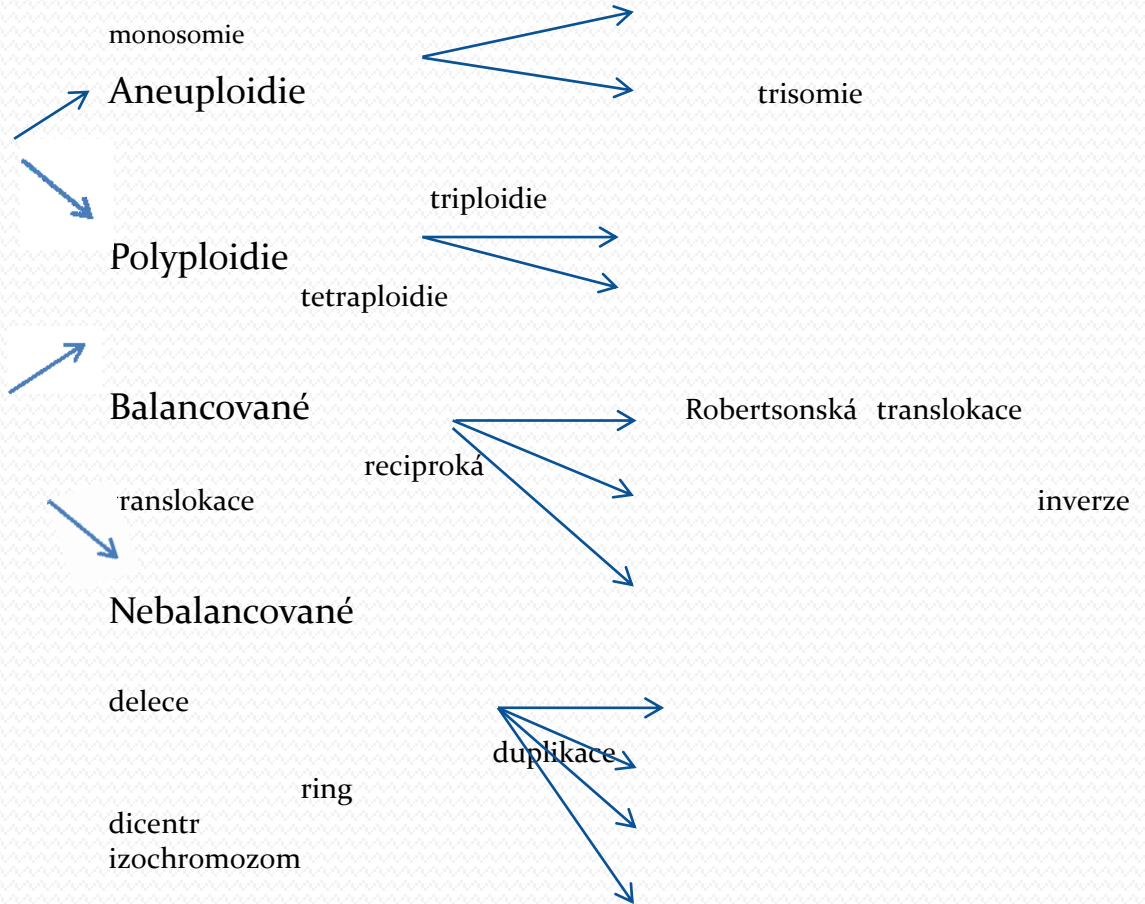 monosomie
Aneuploidie trisomie
triploidie
Polyploidie
tetraploidie
Balancované Robertsonská translokace
reciproká
ranslokace inverze
Nebalancované
delece
duplikace
ring
dicentr
izochromozom